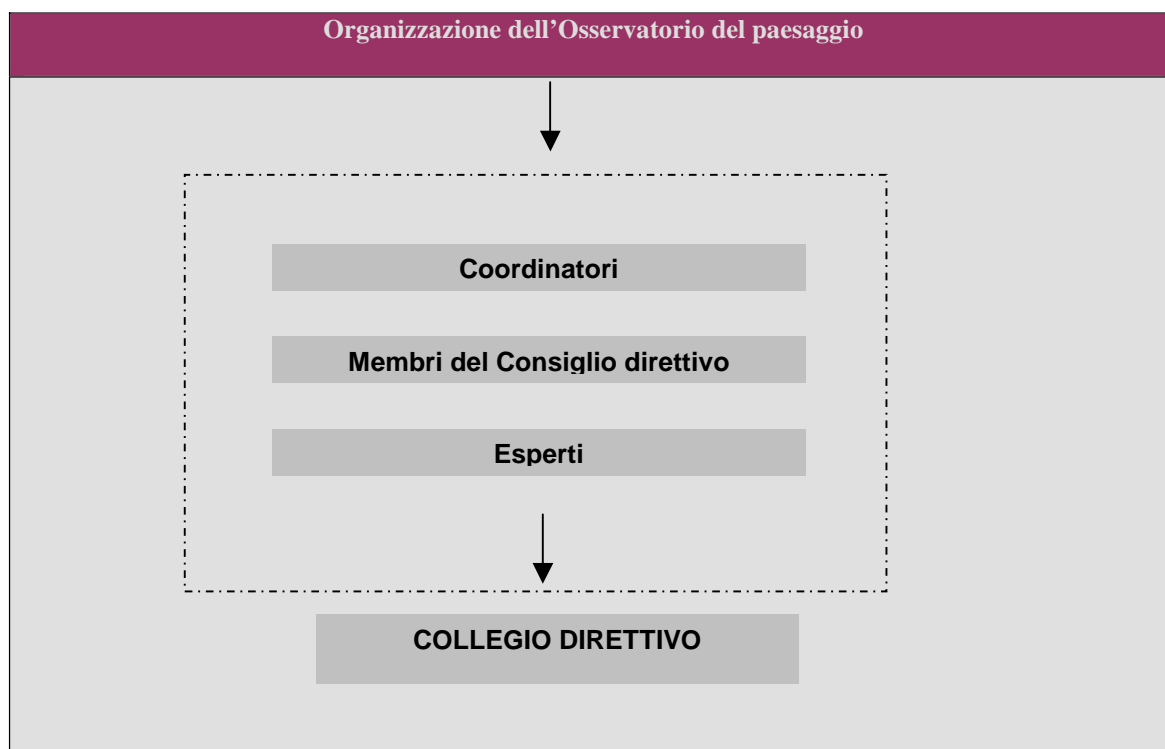 Organizzazione dell’Osservatorio del paesaggio
Coordinatori
Membri del Consiglio direttivo
Esperti
COLLEGIO DIRETTIVO